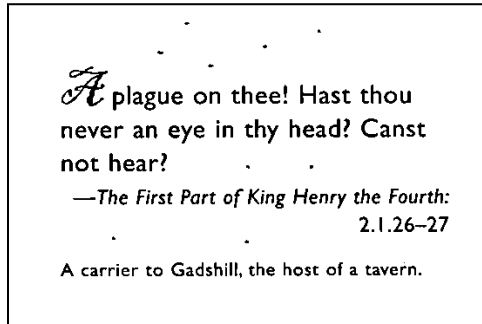 A plague on thee! Hast thou
never an eye in thy head? Canst
not hear?
—The First Part of King Henry the Fourth:
2.1.26–27
A carrier to Gadshill, the host of a tavern.